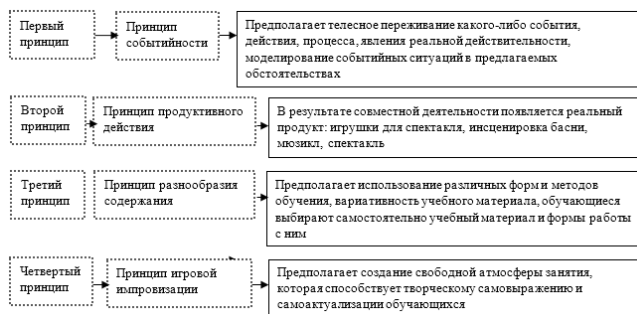 Первый принцип
Принцип событийности
Предполагает телесное переживание какого-либо события,
действия, процесса, явления реальной действительности,
моделирование событийных ситуаций в предлагаемых
обстоятельствах
Второй принцип
Принцип продуктивного действия
В результате совместной деятельности появляется реальный
продукт: игрушки для спектакля, инсценировка басни,
мюзикл, спектакль
Третий принцип
Принцип разнообразия содержания
Предполагает использование различных форм и методов
обучения, вариативность учебного материала, обучающиеся
выбирают самостоятельно учебный материал и формы работы
с ним
Четвертый принцип
Принцип игровой импровизации
Предполагает создание свободной атмосферы занятия,
которая способствует творческому самовыражению и
самоактуализации обучающихся